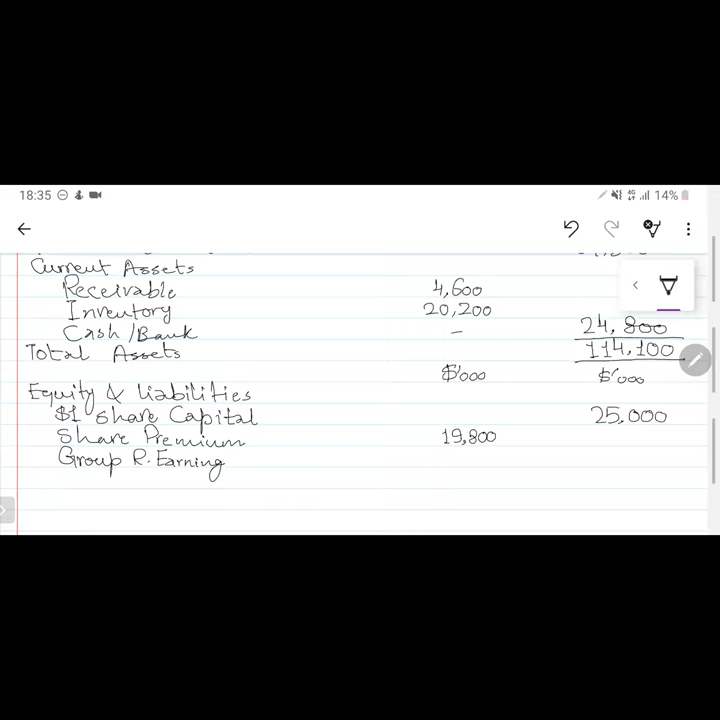 18:35 4G 14%
Current Assets
Receivable 4,600
Inventory 20,200
Cash/Bank – 24,800
Total Assets 114,100
$'000 $'000
Equity & liabilities
$1 Share Capital 25,000
Share Premium 19,800
Group R. Earning